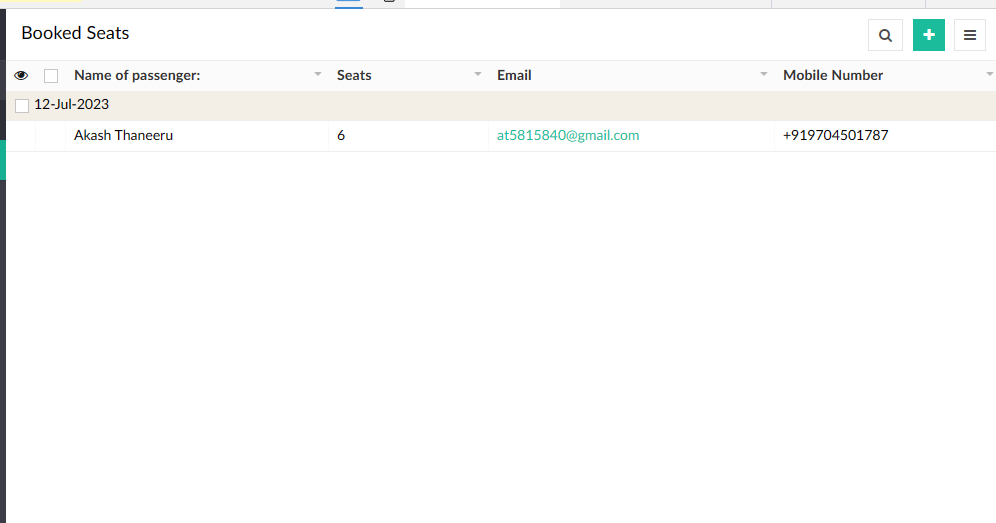 Booked Seats
Name of passenger: Seats Email Mobile Number
12-Jul-2023
Akash Thaneeru 6 at5815840@gmail.com +919704501787